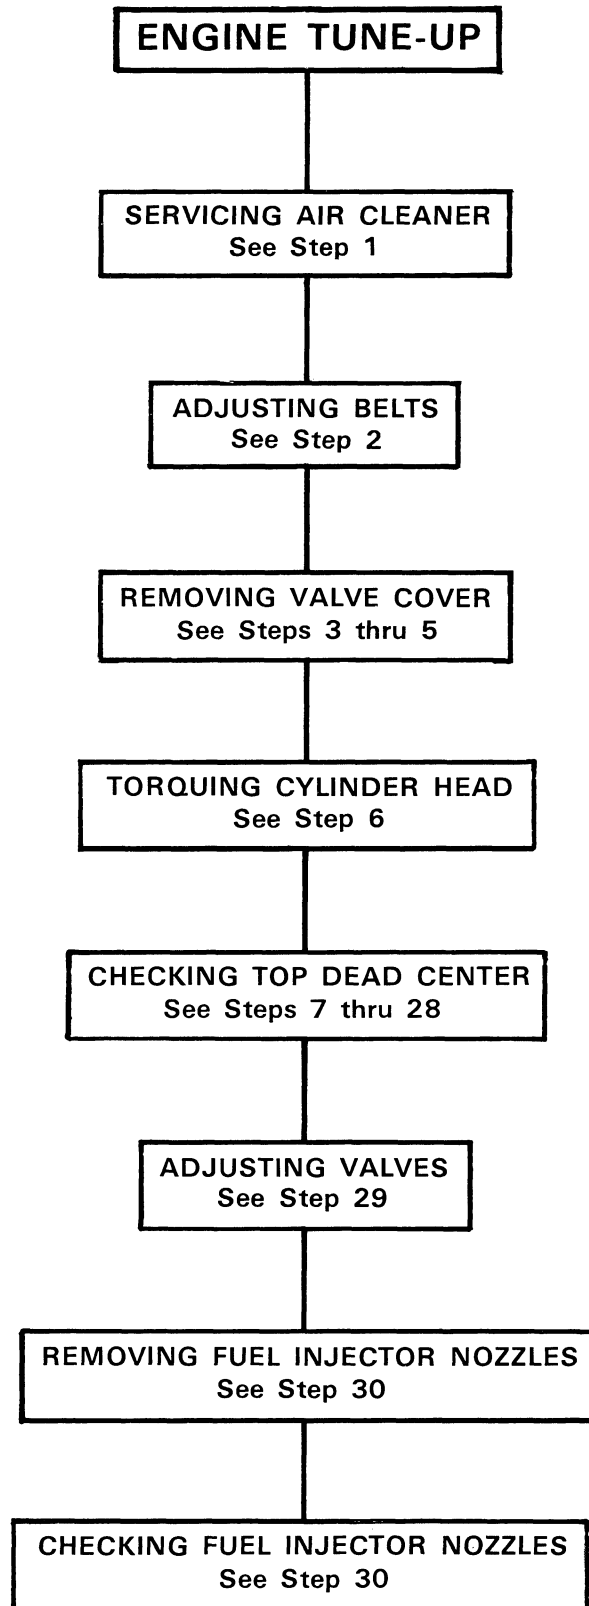 ENGINE TUNE-UP
SERVICING AIR CLEANER
See Step 1
ADJUSTING BELTS
See Step 2
REMOVING VALVE COVER
See Steps 3 thru 5
TORQUING CYLINDER HEAD
See Step 6
CHECKING TOP DEAD CENTER
See Steps 7 thru 28
ADJUSTING VALVES
See Step 29
REMOVING FUEL INJECTOR NOZZLES
See Step 30
CHECKING FUEL INJECTOR NOZZLES
See Step 30